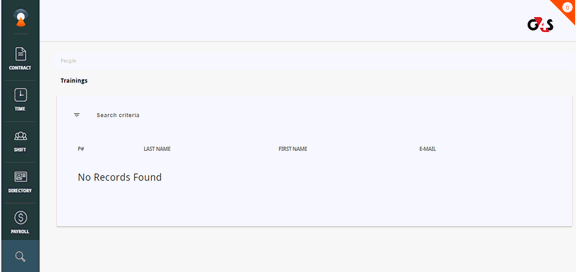 0
G4S
People
CONTRACT
Trainings
TIME
Search criteria
SHIFT
P# LAST NAME FIRST NAME E-MAIL
No Records Found
DIRECTORY
PAYROLL